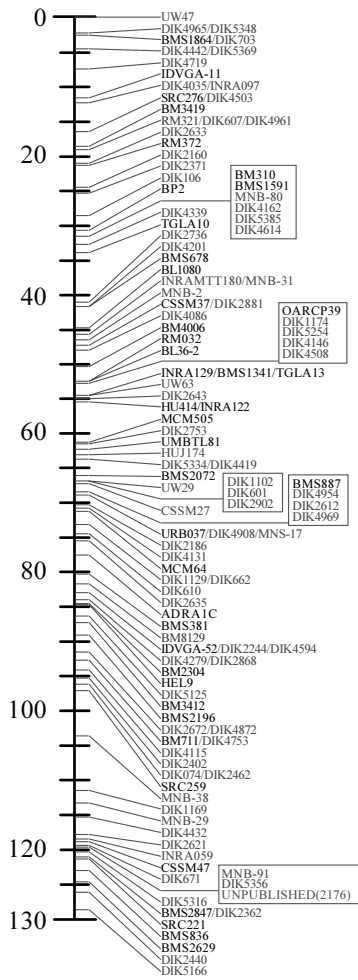 0
UW47
DIK4965/DIK5348
BMS1864/DIK703
DIK4442/DIK5369
DIK4719
IDVGA-11
DIK4035/INRA097
SRC276/DIK4503
BM3419
RM321/DIK607/DIK4961
DIK2633
RM372
20
DIK2160
DIK2371
DIK106
BP2
BM310
BMS1591
MNB-80
DIK4162
DIK5385
DIK4614
DIK4339
TGLA10
DIK2736
DIK4201
BMS678
BL1080
INRAMTT180/MNB-31
MNB-2
40
CSSM37/DIK2881
DIK4086
BM4006
RM032
BL36-2
OARCP39
DIK1174
DIK5254
DIK4146
DIK4508
INRA129/BMS1341/TGLA13
UW63
DIK2643
HU414/INRA122
MCM505
DIK2753
60
UMBTL81
HUJ174
DIK5334/DIK4419
BMS2072
UW29
DIK1102
DIK601
DIK2902
BMS887
DIK4954
DIK2612
DIK4969
CSSM27
URB037/DIK4908/MNS-17
DIK2186
DIK4131
MCM64
80
DIK1129/DIK662
DIK610
DIK2635
ADRA1C
BMS381
BM8129
IDVGA-52/DIK2244/DIK4594
DIK4279/DIK2868
BM2304
HEL9
DIK5125
BM3412
100
BMS2196
DIK2672/DIK4872
BM711/DIK4753
DIK4115
DIK2402
DIK074/DIK2462
SRC259
MNB-38
DIK1169
MNB-29
DIK4432
DIK2621
120
INRA059
CSSM47
DIK671
MNB-91
DIK5356
UNPUBLISHED(2176)
DIK5316
BMS2847/DIK2362
130
SRC221
BMS836
BMS2629
DIK2440
DIK5166